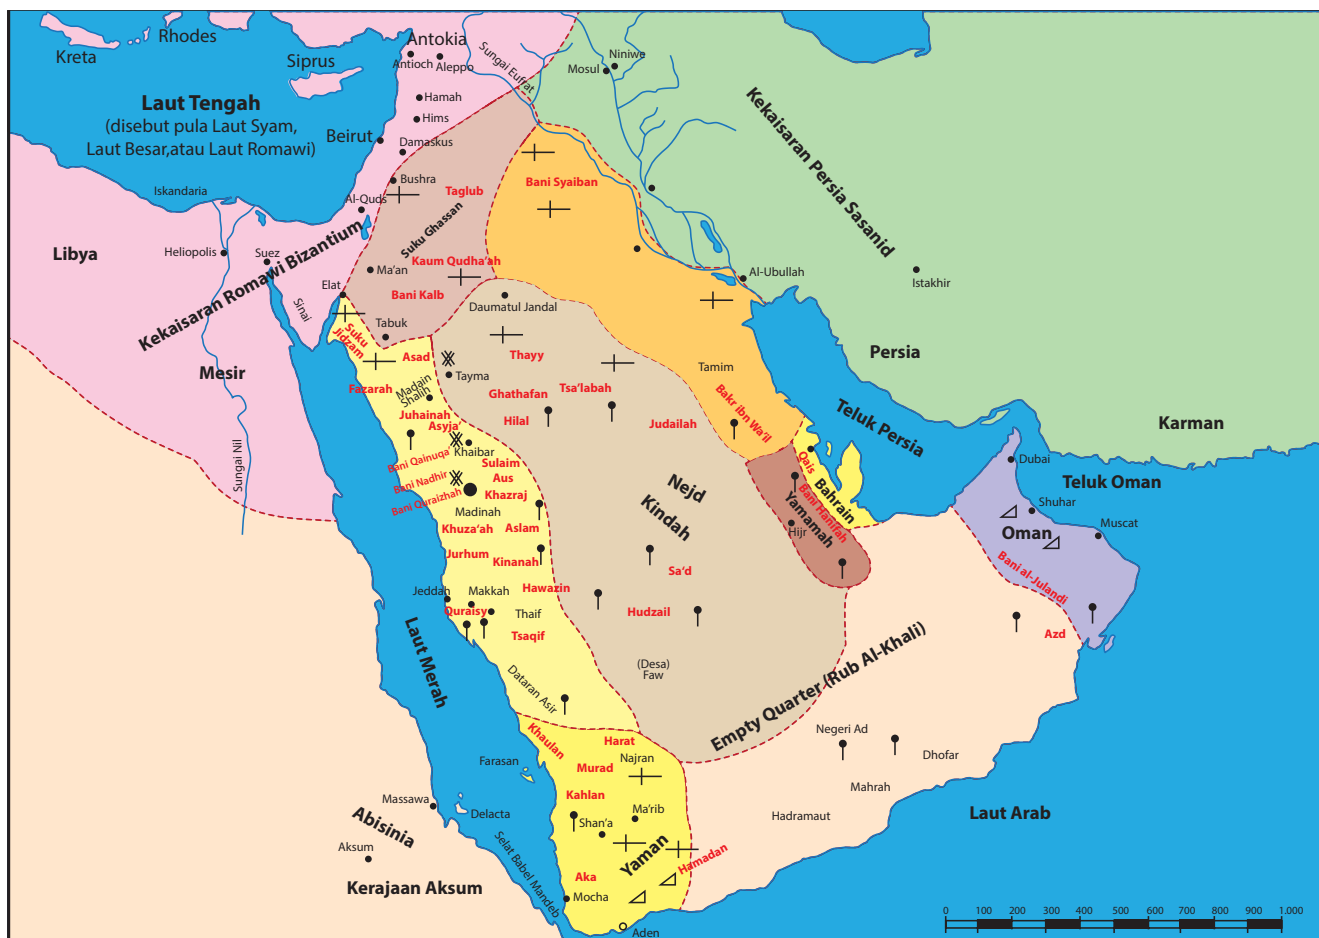 Rhodes
Kreta
Siprus
Antokia
Antioch
Aleppo
Sungai Eufrat
Niniwe
Mosul
Laut Tengah
(disebut pula Laut Syam,
Laut Besar,atau Laut Romawi)
Hamah
Hims
Beirut
Damaskus
Kekaisaran Persia Sasanid
Iskandaria
Bushra
Al-Quds
Taglub
Bani Syaiban
Suku Ghassan
Libya
Heliopolis
Suez
Kekaisaran Romawi Bizantium
Kaum Qudha'ah
Ma'an
Bani Kalb
Al-Ubullah
Istakhir
Elat
Sinai
Daumatul Jandal
Tabuk
Suku
Jidzam
Asad
Thayy
Persia
Mesir
Tayma
Tamim
Fazarah
Madain
Shalih
Ghathafan
Tsa'labah
Hilal
Judailah
Bakr ibn Wa'il
Teluk Persia
Karman
Juhainah
Asyja'
Khaibar
Sungai Nil
Bani Qainuqa'
Sulaim
Qais
Dubai
Bani Nadhir
Aus
Teluk Oman
Bani Quraizhah
Khazraj
Nejd
Kindah
Bahrain
Bani Hanifah
Yamamah
Shuhar
Madinah
Khuza'ah
Aslam
Hijr
Oman
Muscat
Jurhum
Kinanah
Sa'd
Bani al-Julandi
Jeddah
Makkah
Hawazin
Quraisy
Thaif
Hudzail
Tsaqif
Azd
Laut Merah
(Desa)
Faw
Empty Quarter (Rub Al-Khali)
Dataran Asir
Khaulan
Harat
Negeri Ad
Farasan
Najran
Murad
Dhofar
Mahrah
Massawa
Kahlan
Delacta
Ma'rib
Shan'a
Hadramaut
Laut Arab
Abisinia
Aksum
Selat Babel Mandeb
Yaman
Hamadan
Kerajaan Aksum
Aka
Mocha
Aden
0 100 200 300 400 500 600 700 800 900 1.000